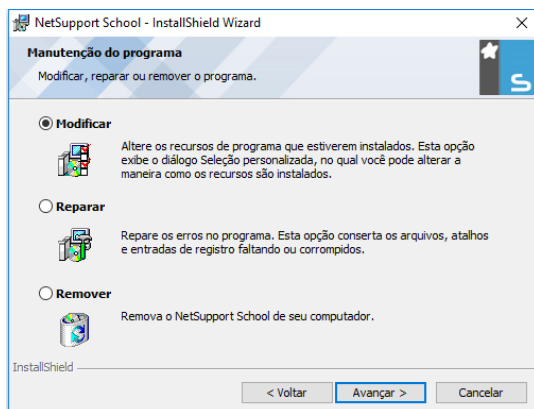 NetSupport School - InstallShield Wizard
Manutenção do programa
Modificar, reparar ou remover o programa.
S
Modificar
Altere os recursos de programa que estiverem instalados. Esta opção
exibe o diálogo Seleção personalizada, no qual você pode alterar a
maneira como os recursos são instalados.
Reparar
Repare os erros no programa. Esta opção conserta os arquivos, atalhos
e entradas de registro faltando ou corrompidos.
Remover
Remova o NetSupport School de seu computador.
InstallShield
< Voltar
Avançar >
Cancelar